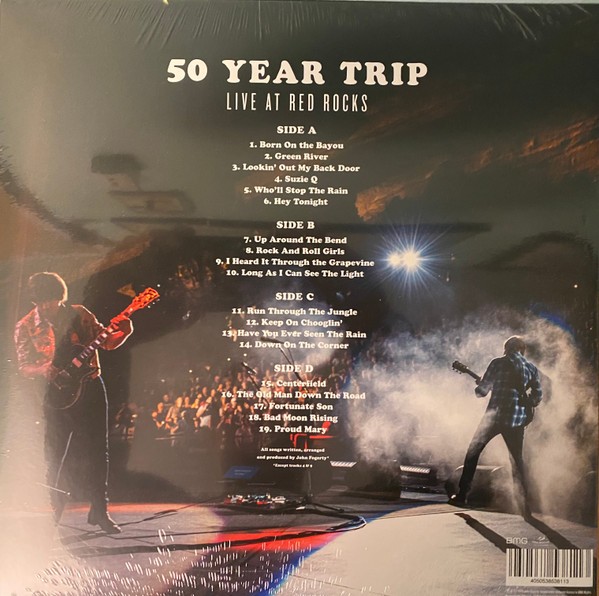 50 YEAR TRIP
LIVE AT RED ROCKS
SIDE A
1. Born On the Bayou
2. Green River
3. Lookin' Out My Back Door
4. Suzie Q
5. Who'll Stop The Rain
6. Hey Tonight
SIDE B
7. Up Around The Bend
8. Rock And Roll Girls
9. I Heard It Through the Grapevine
10. Long As I Can See The Light
SIDE C
11. Run Through The Jungle
12. Keep On Chooglin'
13. Have You Ever Seen The Rain
14. Down On The Corner
SIDE D
15. Centerfield
16. The Old Man Down The Road
17. Fortunate Son
18. Bad Moon Rising
19. Proud Mary
All songs written, arranged
and produced by John Fogerty*
*Except tracks 4 & 9
BMG
4050538638113